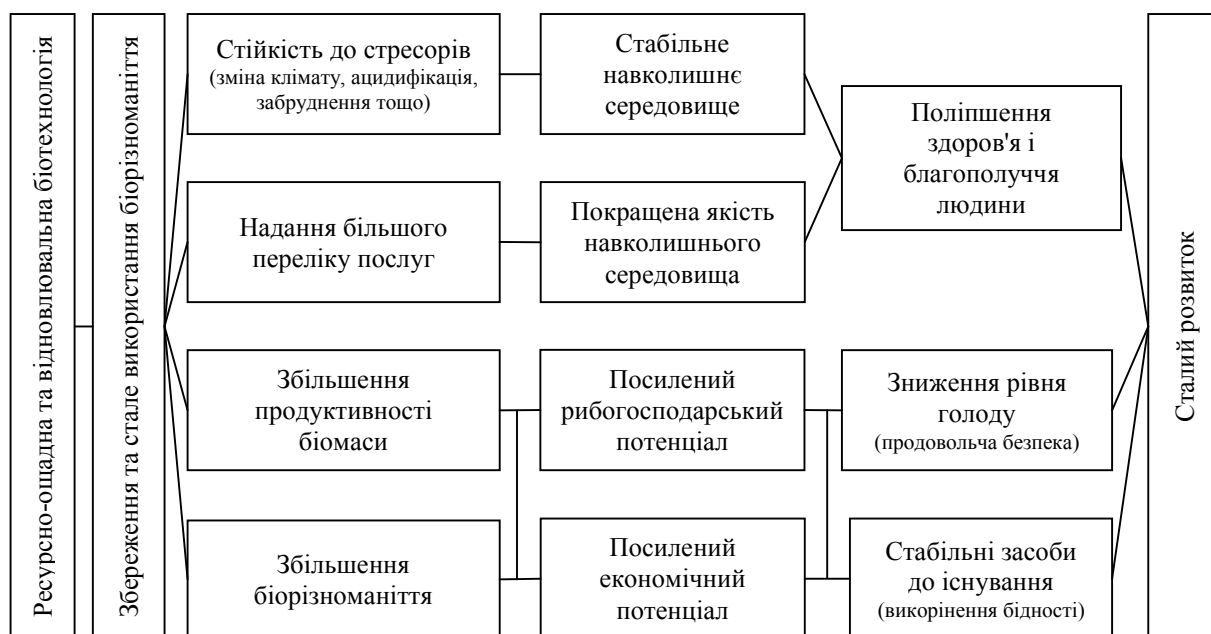 Ресурсно-ощадна та відновлювальна біотехнологія
Збереження та стале використання біорізноманіття
Стійкість до стресорів
(зміна клімату, ацидифікація,
забруднення тощо)
Стабільне
навколишнє
середовище
Поліпшення
здоров'я і
благополуччя
людини
Надання більшого
переліку послуг
Покращена якість
навколишнього
середовища
Збільшення
продуктивності
біомаси
Посилений
рибогосподарський
потенціал
Зниження рівня
голоду
(продовольча безпека)
Збільшення
біорізноманіття
Посилений
економічний
потенціал
Стабільні засоби
до існування
(викорінення бідності)
Сталий розвиток